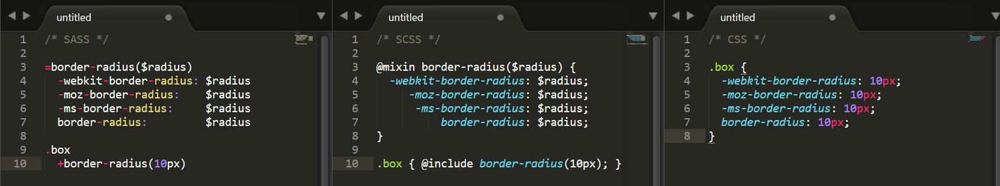 untitled
1 /* SASS */
2
3 =border-radius($radius)
4 -webkit-border-radius: $radius
5 -moz-border-radius: $radius
6 -ms-border-radius: $radius
7 border-radius: $radius
8
9 .box
10 +border-radius(10px)
untitled
1 /* SCSS */
2
3 @mixin border-radius($radius) {
4 -webkit-border-radius: $radius;
5 -moz-border-radius: $radius;
6 -ms-border-radius: $radius;
7 border-radius: $radius;
8 }
9
10 .box { @include border-radius(10px); }
untitled
1 /* CSS */
2
3 .box {
4 -webkit-border-radius: 10px;
5 -moz-border-radius: 10px;
6 -ms-border-radius: 10px;
7 border-radius: 10px;
8 }